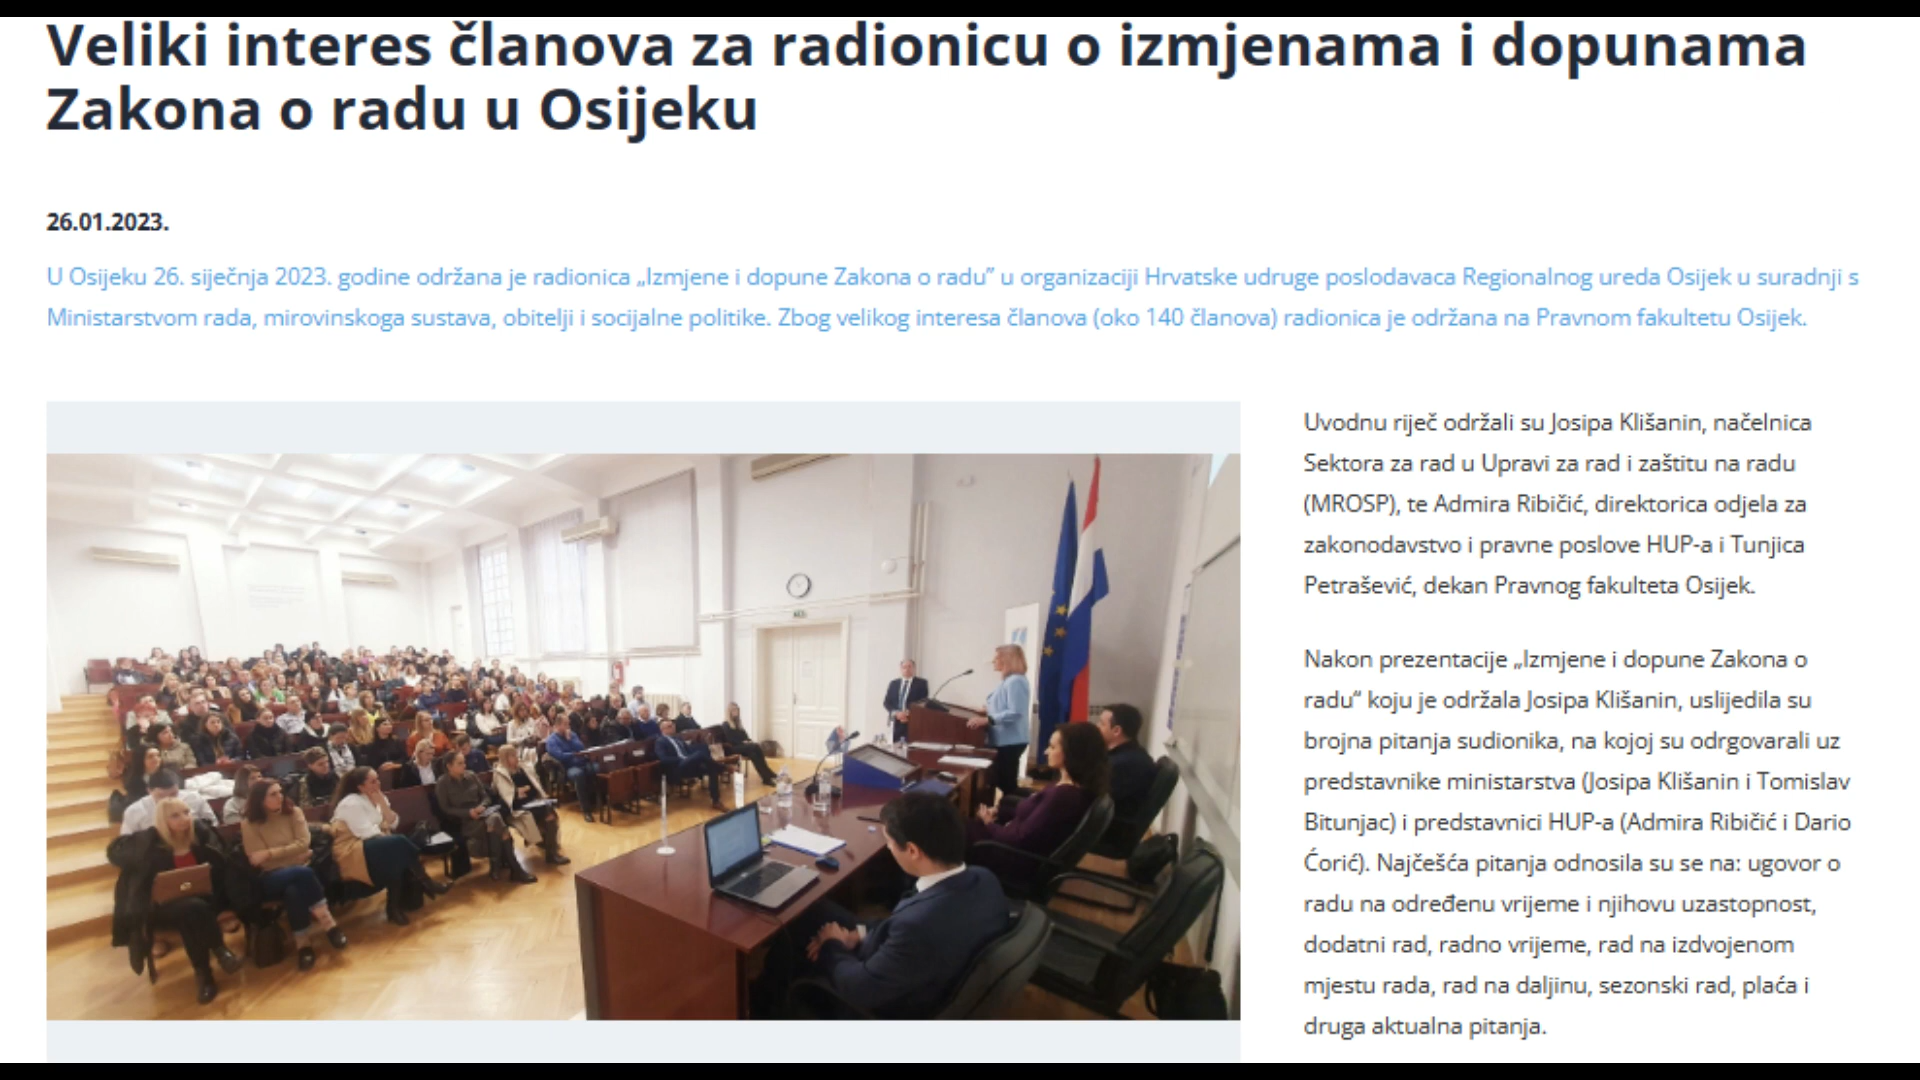 Veliki interes članova za radionicu o izmjenama i dopunama
Zakona o radu u Osijeku
26.01.2023.
U Osijeku 26. siječnja 2023. godine održana je radionica „Izmjene i dopune Zakona o radu” u organizaciji Hrvatske udruge poslodavaca Regionalnog ureda Osijek u suradnji s
Ministarstvom rada, mirovinskoga sustava, obitelji i socijalne politike. Zbog velikog interesa članova (oko 140 članova) radionica je održana na Pravnom fakultetu Osijek.
Uvodnu riječ održali su Josipa Klišanin, načelnica
Sektora za rad u Upravi za rad i zaštitu na radu
(MROSP), te Admira Ribičić, direktorica odjela za
zakonodavstvo i pravne poslove HUP-a i Tunjica
Petrašević, dekan Pravnog fakulteta Osijek.
Nakon prezentacije „Izmjene i dopune Zakona o
radu“ koju je održala Josipa Klišanin, uslijedila su
brojna pitanja sudionika, na kojoj su odrgovarali uz
predstavnike ministarstva (Josipa Klišanin i Tomislav
Bitunjac) i predstavnici HUP-a (Admira Ribičić i Dario
Ćorić). Najčešća pitanja odnosila su se na: ugovor o
radu na određenu vrijeme i njihovu uzastopnost,
dodatni rad, radno vrijeme, rad na izdvojenom
mjestu rada, rad na daljinu, sezonski rad, plaća i
druga aktualna pitanja.